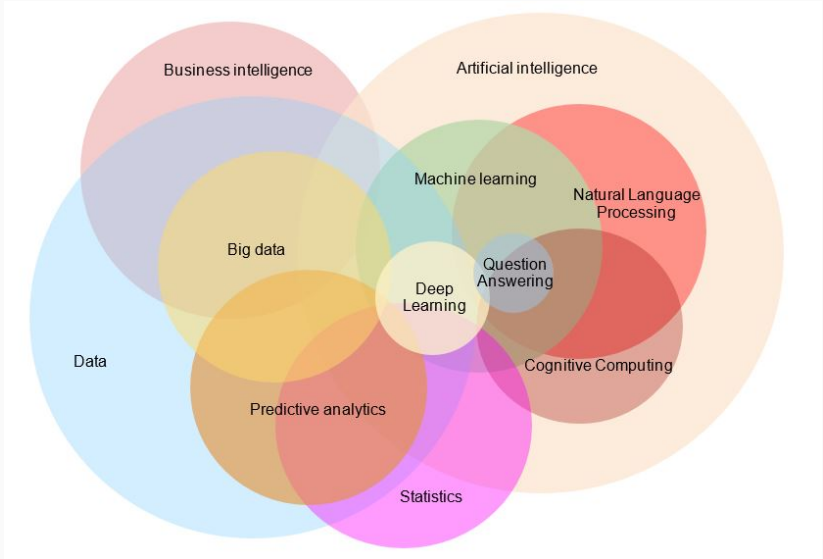 Business intelligence
Artificial intelligence
Machine learning
Natural Language
Processing
Big data
Question
Answering
Deep
Learning
Data
Cognitive Computing
Predictive analytics
Statistics